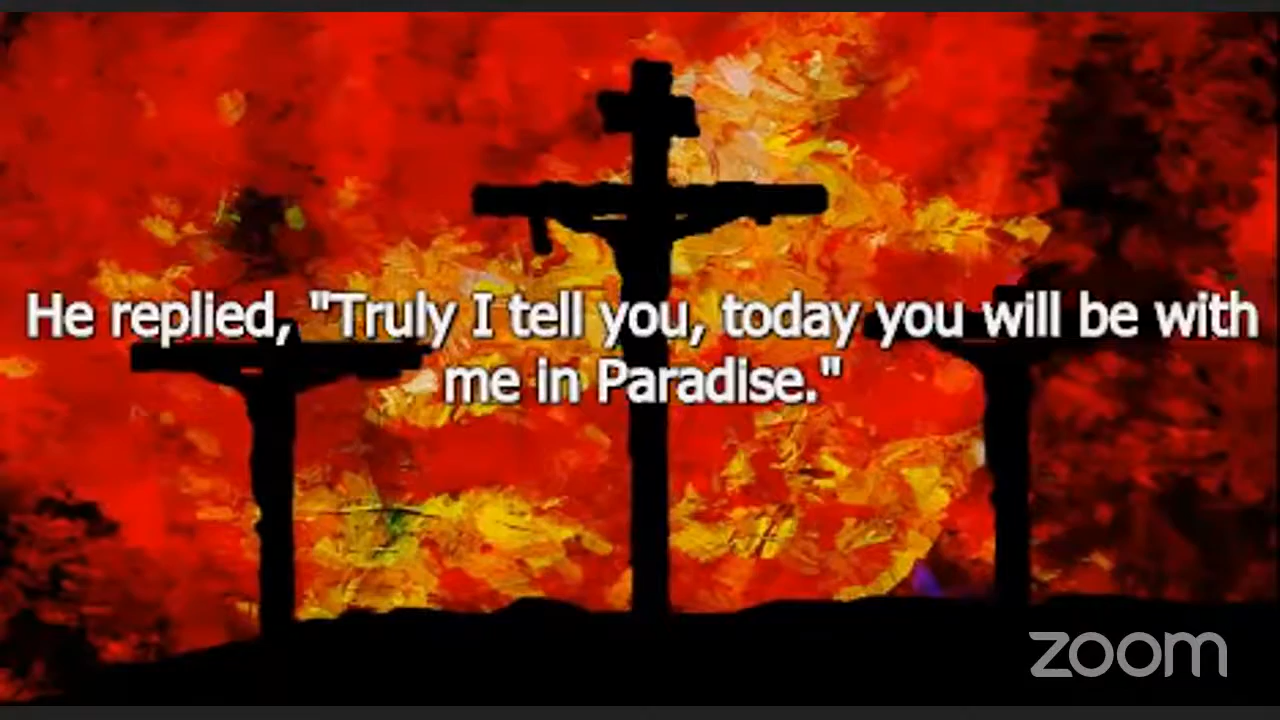 He replied, "Truly I tell you, today you will be with
me in Paradise."
zoom